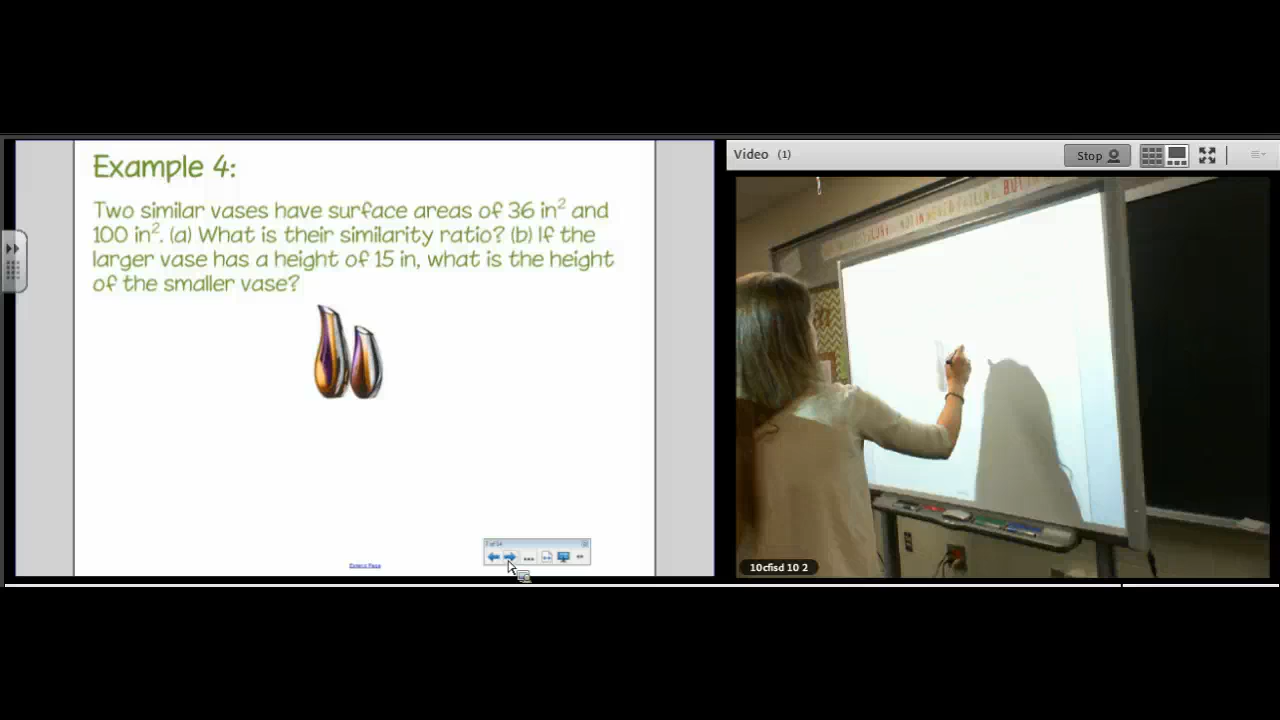 Example 4:
Two similar vases have surface areas of 36 in² and
100 in². (a) What is their similarity ratio? (b) If the
larger vase has a height of 15 in, what is the height
of the smaller vase?
Extend Page
Video (1)
Stop
10cfisd 10 2